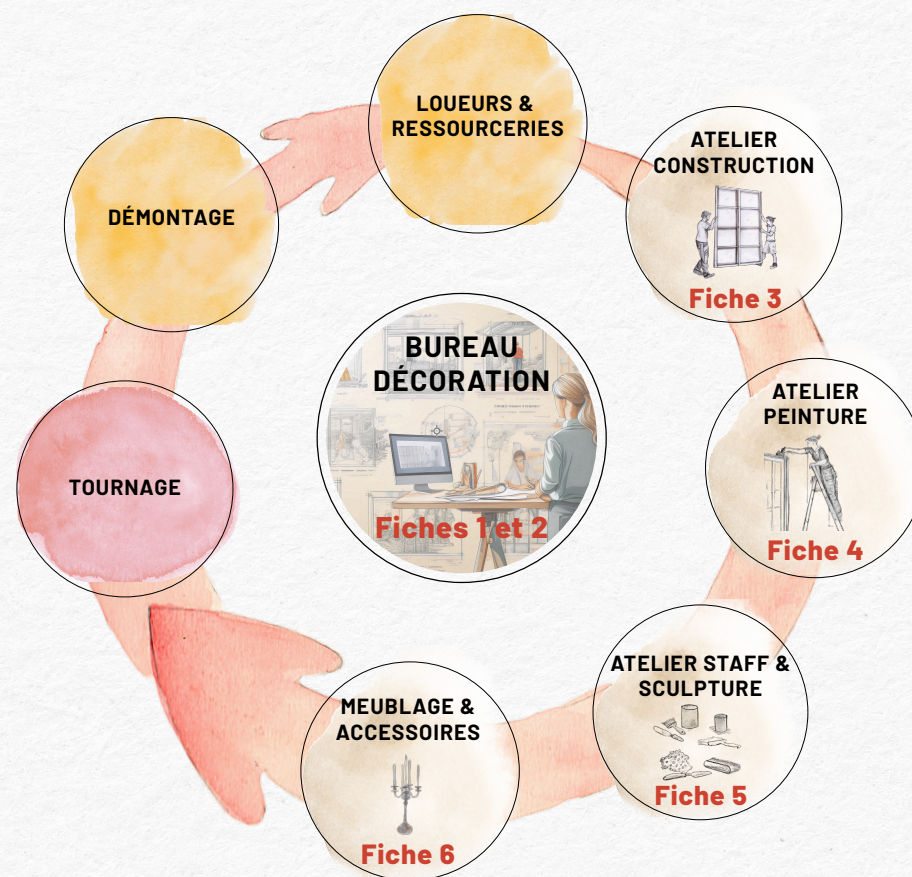 LOUEURS &
RESSOURCERIES
ATELIER
CONSTRUCTION
Fiche 3
ATELIER
PEINTURE
Fiche 4
ATELIER STAFF &
SCULPTURE
Fiche 5
MEUBLAGE &
ACCESSOIRES
Fiche 6
TOURNAGE
DÉMONTAGE
BUREAU
DÉCORATION
Fiches 1 et 2